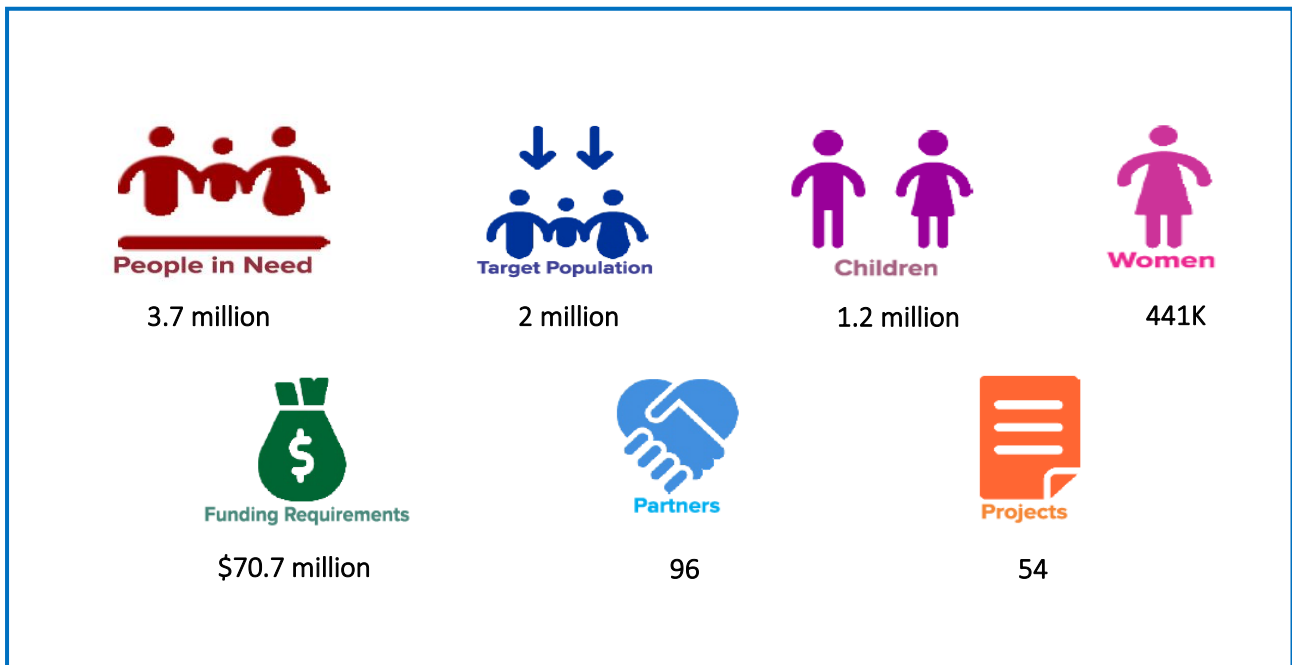 People in Need
Target Population
Children
Women
3.7 million
2 million
1.2 million
441K
$
Funding Requirements
Partners
Projects
$70.7 million
96
54